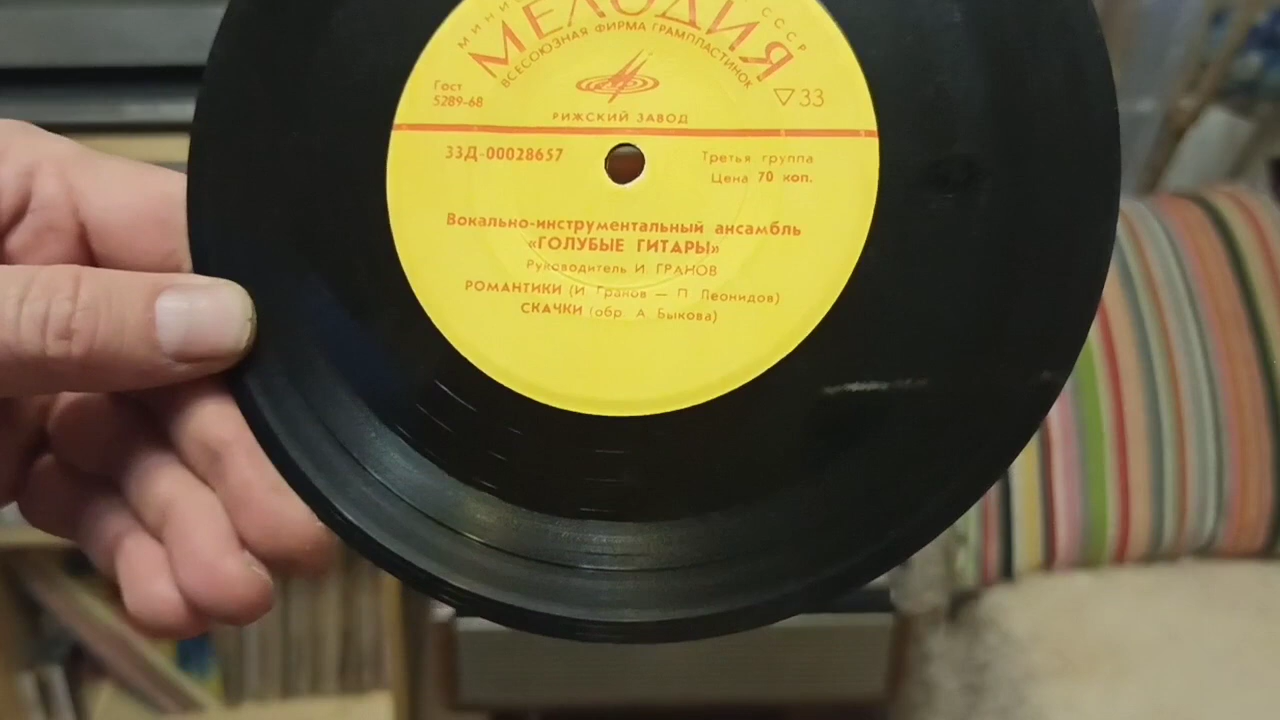 МИНИ СССР
МЕЛОДИЯ
ВСЕСОЮЗНАЯ ФИРМА ГРАМПЛАСТИНОК
Гост
5289-68
33
РИЖСКИЙ ЗАВОД
33Д-00028657
Третья группа
Цена 70 коп.
Вокально-инструментальный ансамбль
«ГОЛУБЫЕ ГИТАРЫ»
Руководитель И. ГРАНОВ
РОМАНТИКИ (И. Гранов — П. Леонидов)
СКАЧКИ (обр. А. Быкова)